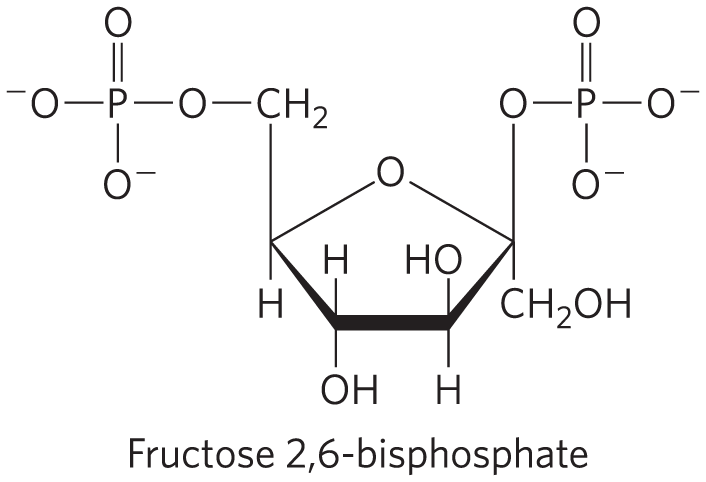 O O
⁻O—P—O—CH₂ O—P—O⁻
O⁻ O O⁻
H HO
H CH₂OH
OH H
Fructose 2,6-bisphosphate